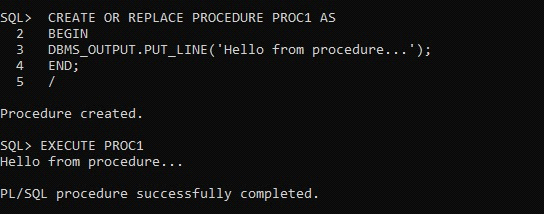 SQL>  CREATE OR REPLACE PROCEDURE PROC1 AS
  2   BEGIN
  3   DBMS_OUTPUT.PUT_LINE('Hello from procedure...');
  4   END;
  5   /
Procedure created.
SQL> EXECUTE PROC1
Hello from procedure...
PL/SQL procedure successfully completed.